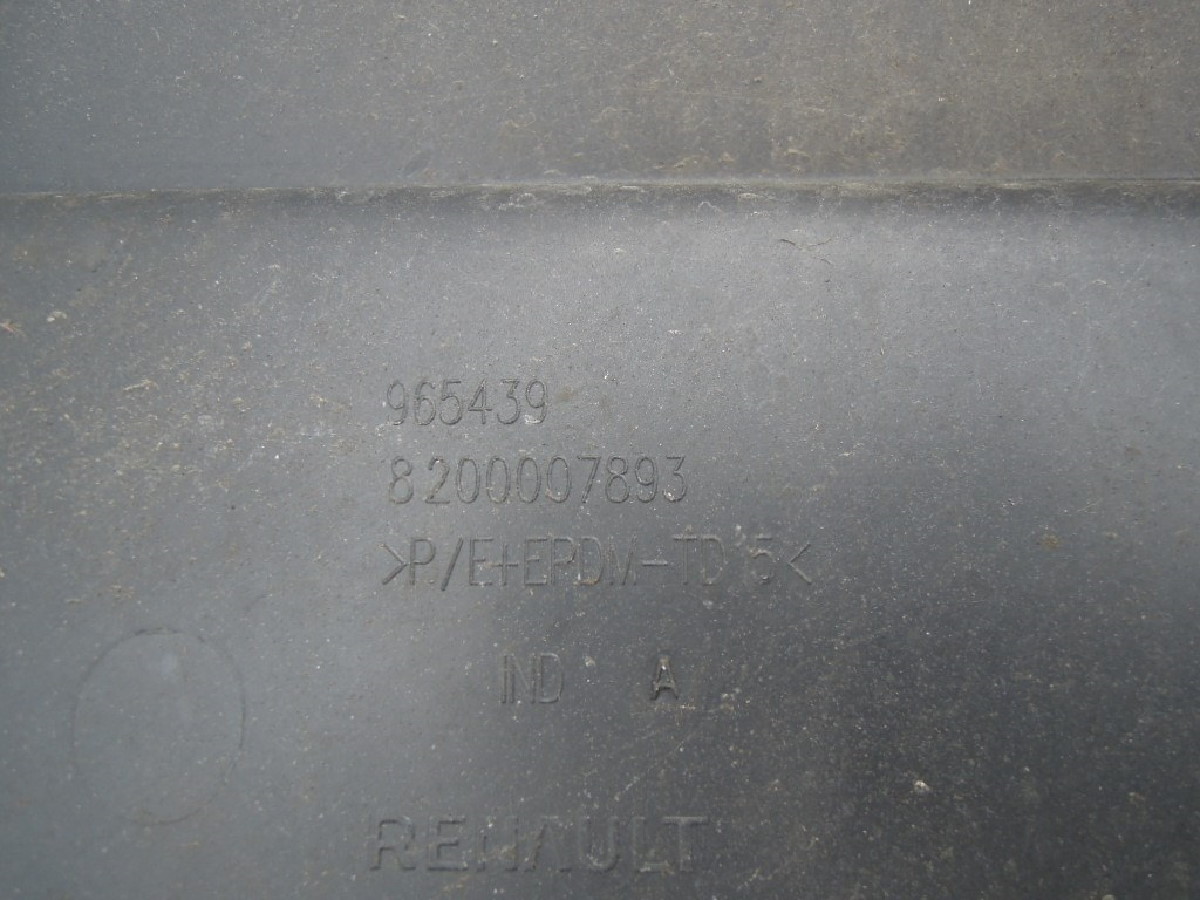 965439
8200007893
>P./E+EPDM-TD 5<
IND A
RENAULT